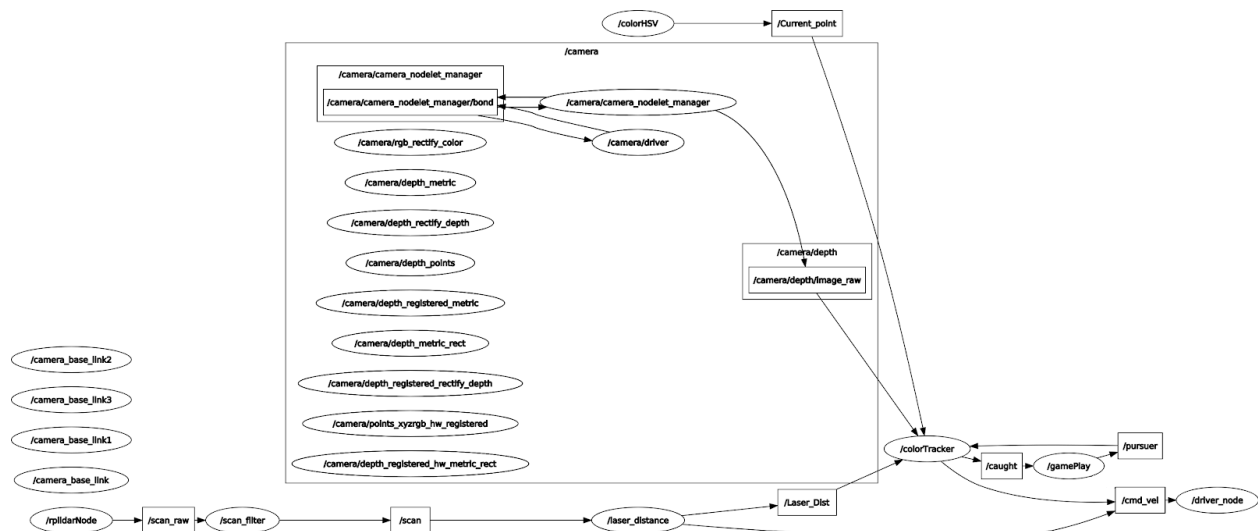 /colorHSV
/Current_point
/camera
/camera/camera_nodelet_manager
/camera/camera_nodelet_manager/bond
/camera/camera_nodelet_manager
/camera/rgb_rectify_color
/camera/driver
/camera/depth_metric
/camera/depth_rectify_depth
/camera/depth
/camera/depth_points
/camera/depth/image_raw
/camera/depth_registered_metric
/camera/depth_metric_rect
/camera_base_link2
/camera/depth_registered_rectify_depth
/camera_base_link3
/camera/points_xyzrgb_hw_registered
/camera_base_link1
/colorTracker
/pursuer
/camera/depth_registered_hw_metric_rect
/caught
/gamePlay
/camera_base_link
/Laser_Dist
/cmd_vel
/driver_node
/rplidarNode
/scan_raw
/scan_filter
/scan
/laser_distance